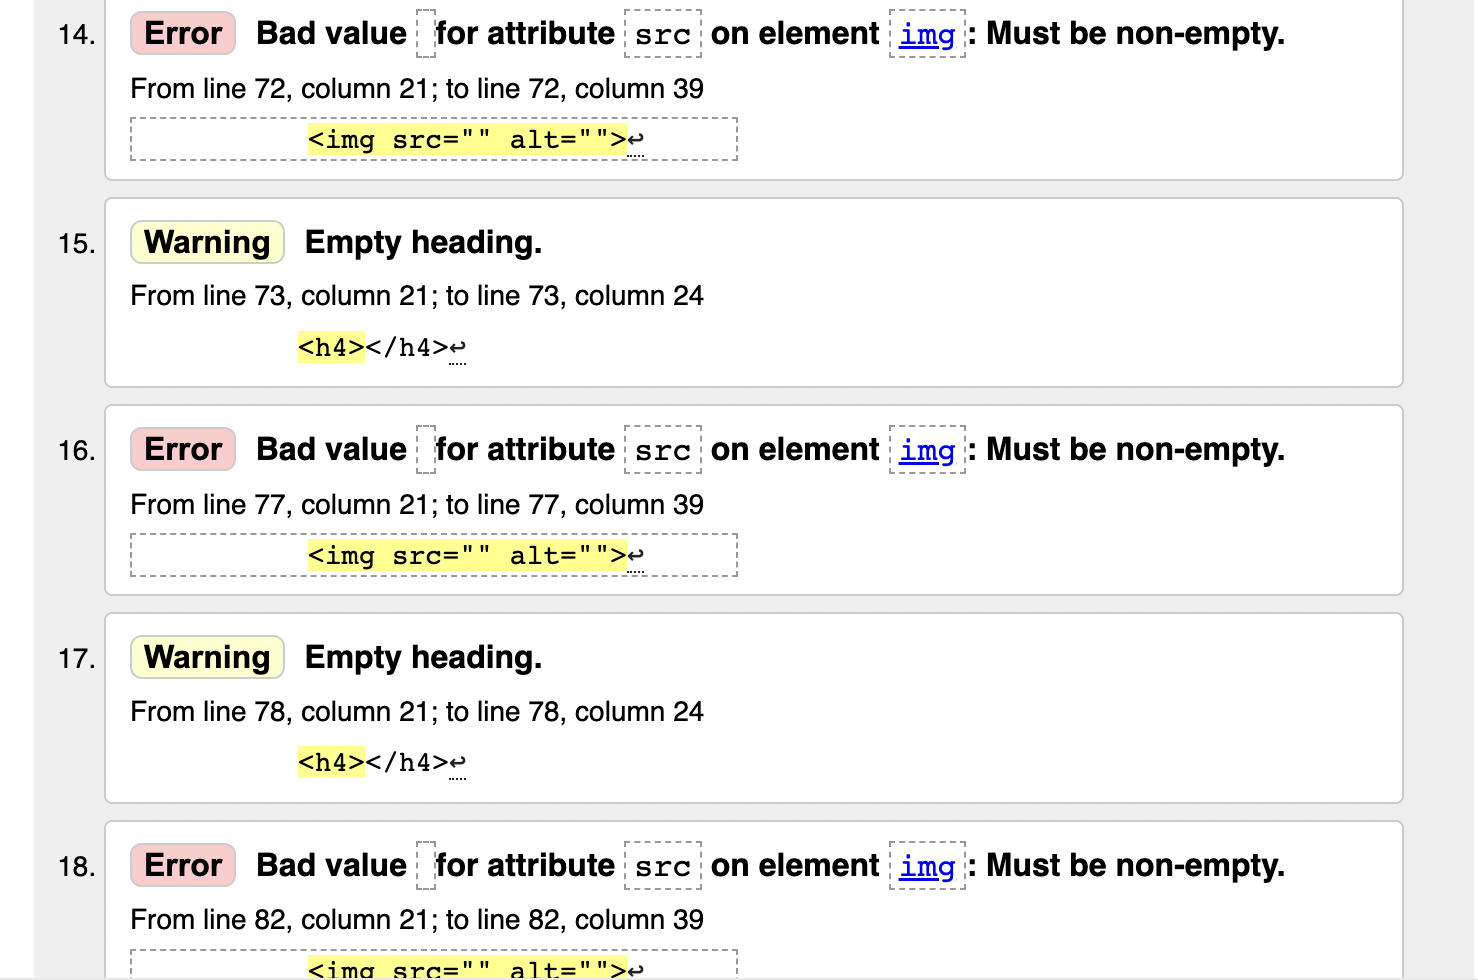 14. Error Bad value for attribute src on element img: Must be non-empty.
From line 72, column 21; to line 72, column 39
<img src="" alt="">↩
15. Warning Empty heading.
From line 73, column 21; to line 73, column 24
<h4></h4>↩
16. Error Bad value for attribute src on element img: Must be non-empty.
From line 77, column 21; to line 77, column 39
<img src="" alt="">↩
17. Warning Empty heading.
From line 78, column 21; to line 78, column 24
<h4></h4>↩
18. Error Bad value for attribute src on element img: Must be non-empty.
From line 82, column 21; to line 82, column 39
<img src="" alt="">↩